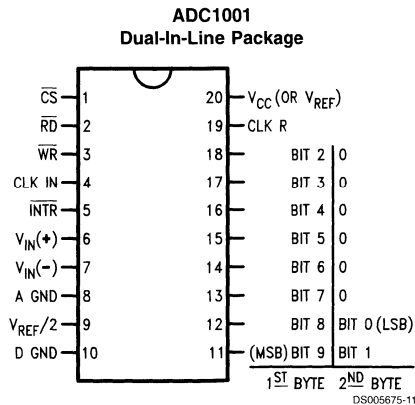 ADC1001
Dual-In-Line Package
CS 1 20 VCC (OR VREF)
RD 2 19 CLK R
WR 3 18 BIT 2 0
CLK IN 4 17 BIT 3 0
INTR 5 16 BIT 4 0
VIN(+) 6 15 BIT 5 0
VIN(-) 7 14 BIT 6 0
A GND 8 13 BIT 7 0
VREF/2 9 12 BIT 8 BIT 0 (LSB)
D GND 10 11 (MSB) BIT 9 BIT 1
1ST BYTE 2ND BYTE
DS005675-11